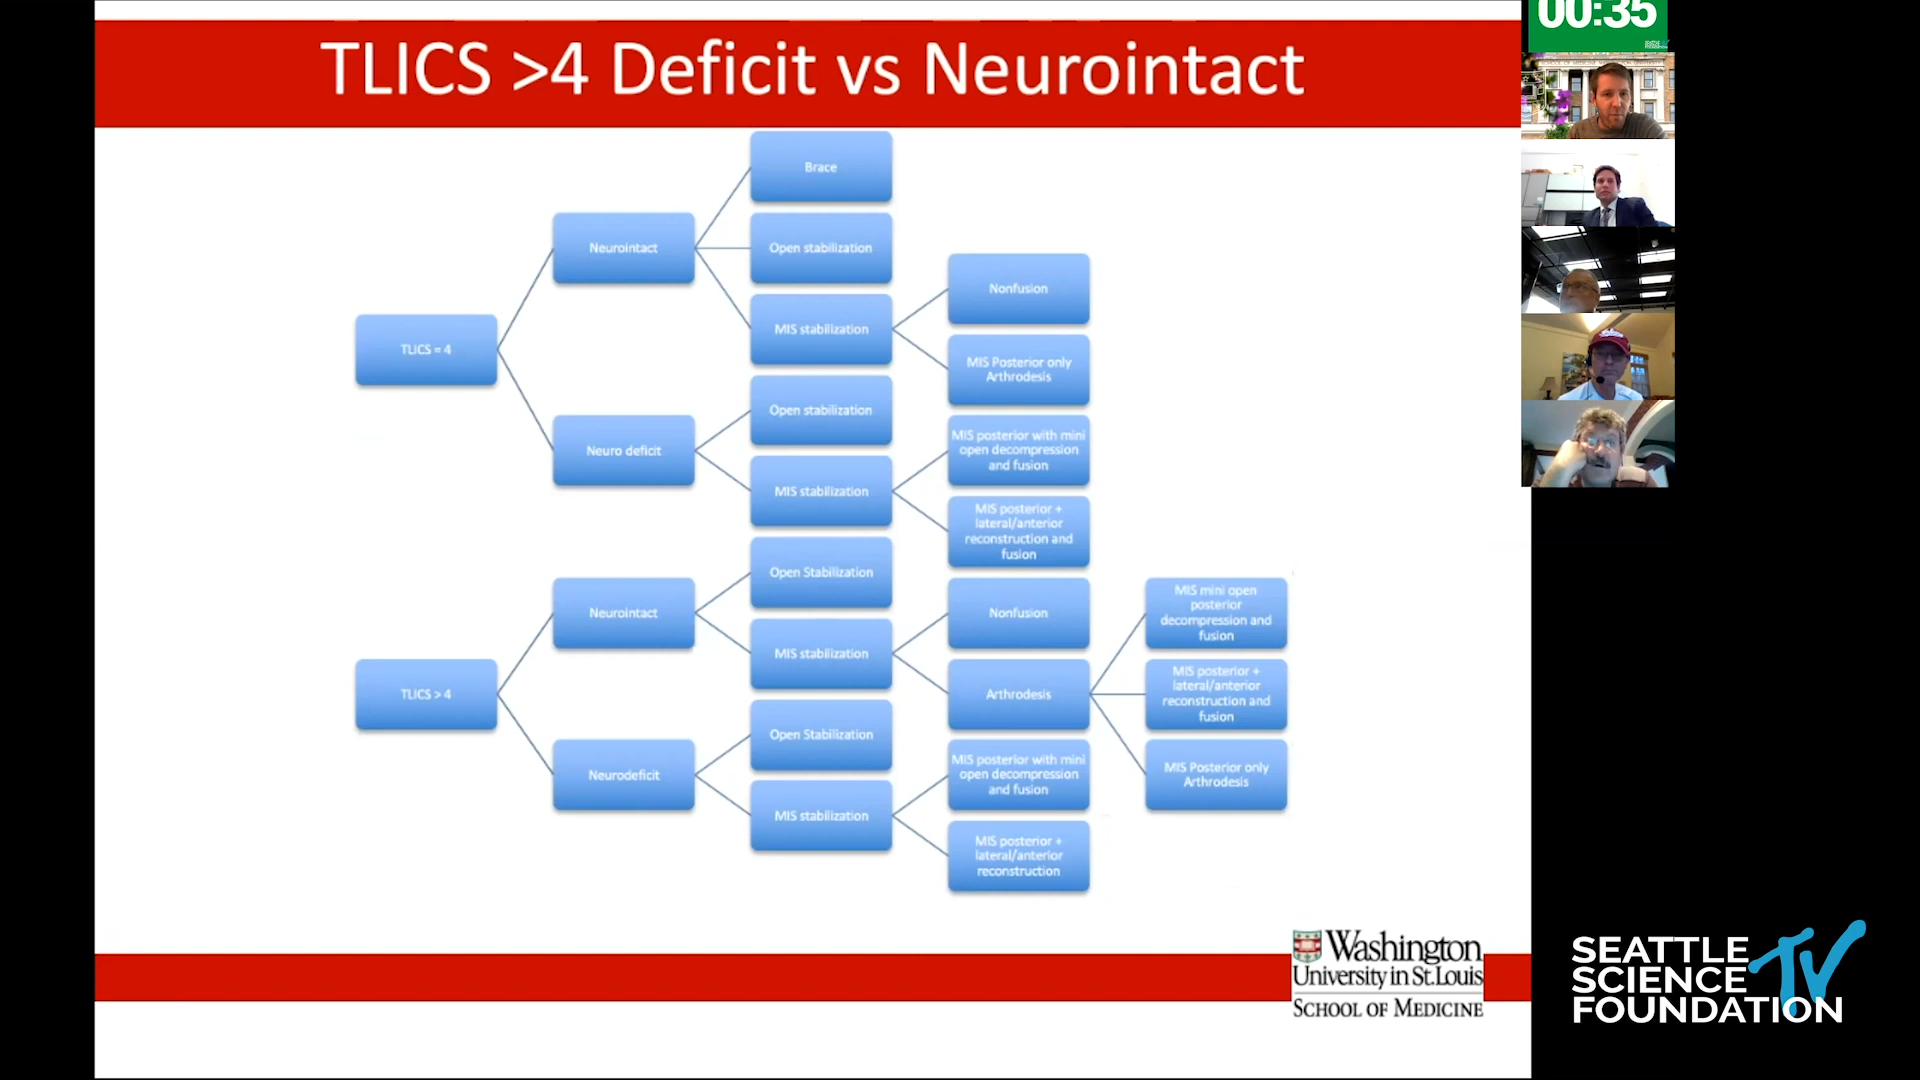 TLICS >4 Deficit vs Neurointact
00:35
Brace
Neurointact
Open stabilization
Nonfusion
MIS stabilization
TLICS = 4
MIS Posterior only
Arthrodesis
Open stabilization
Neuro deficit
MIS posterior with mini
open decompression
and fusion
MIS stabilization
MIS posterior +
lateral/anterior
reconstruction and
fusion
Open Stabilization
Neurointact
Nonfusion
MIS mini open
posterior
decompression and
fusion
MIS stabilization
TLICS > 4
Arthrodesis
MIS posterior +
lateral/anterior
reconstruction and
fusion
Open Stabilization
Neurodeficit
MIS posterior with mini
open decompression
and fusion
MIS Posterior only
Arthrodesis
MIS stabilization
MIS posterior +
lateral/anterior
reconstruction
Washington
University in St. Louis
SCHOOL OF MEDICINE
SEATTLE
SCIENCE
FOUNDATION
TV